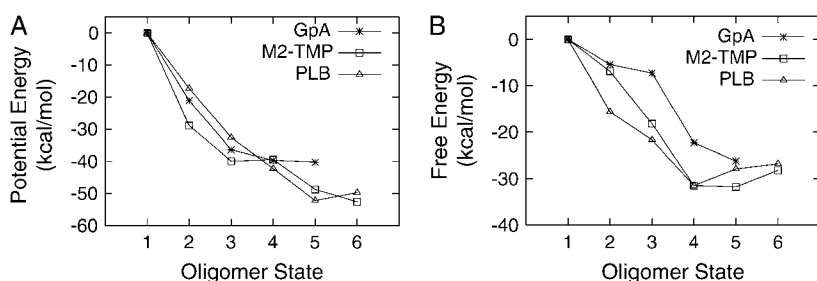 A
GpA
M2-TMP
PLB
Potential Energy
(kcal/mol)
0
-10
-20
-30
-40
-50
-60
1 2 3 4 5 6
Oligomer State
B
GpA
M2-TMP
PLB
Free Energy
(kcal/mol)
0
-10
-20
-30
-40
1 2 3 4 5 6
Oligomer State